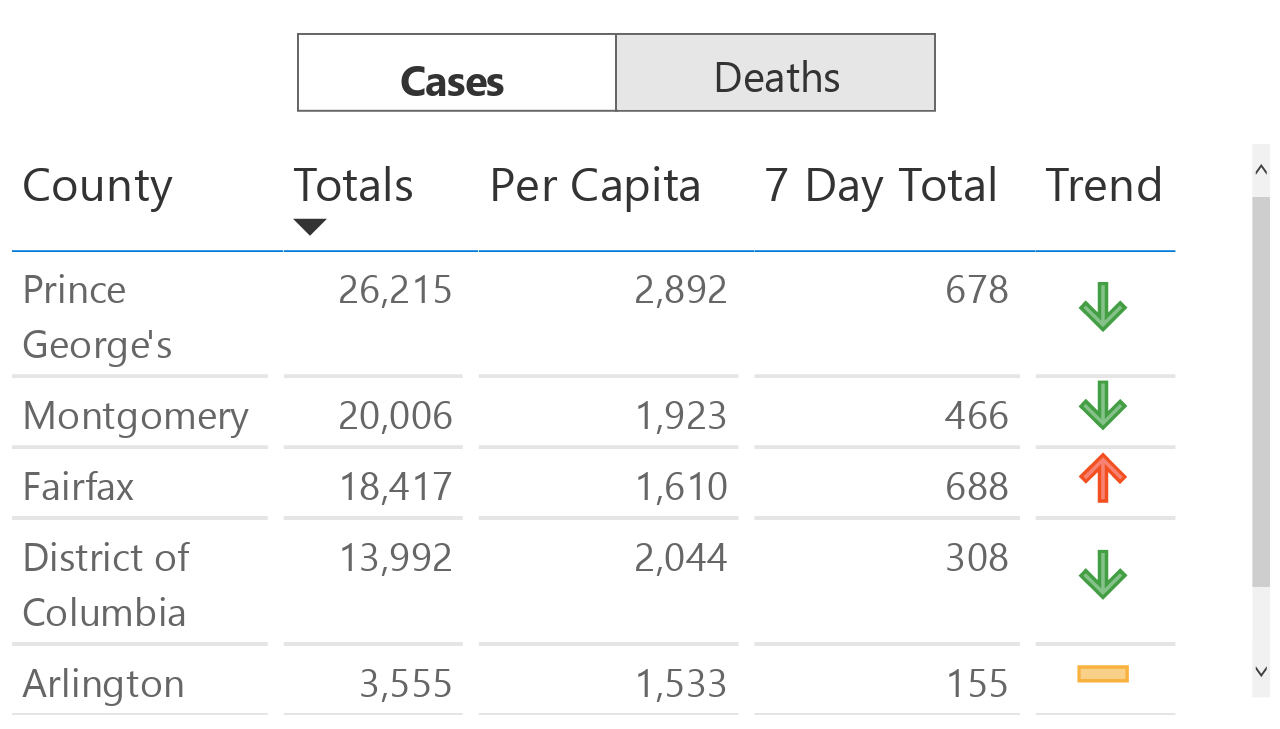 Cases Deaths
County Totals Per Capita 7 Day Total Trend
Prince 26,215 2,892 678
George's
Montgomery 20,006 1,923 466
Fairfax 18,417 1,610 688
District of 13,992 2,044 308
Columbia
Arlington 3,555 1,533 155